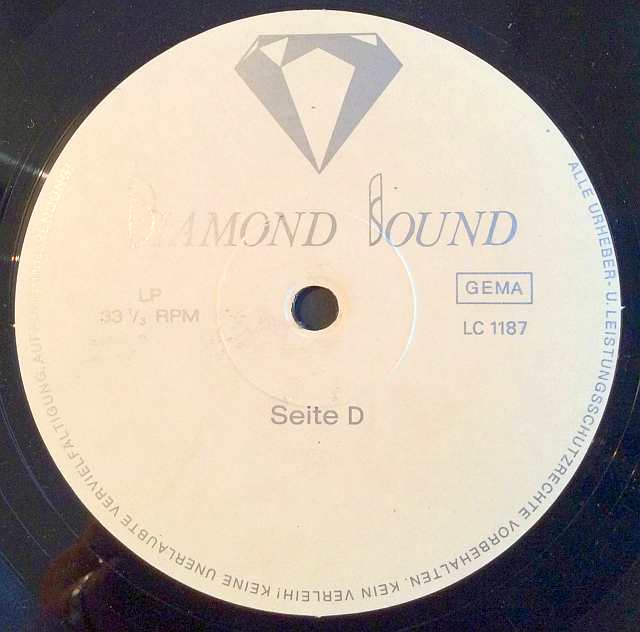 DIAMOND SOUND
LP
33 1/3 RPM
GEMA
LC 1187
Seite D
ALLE URHEBER- U. LEISTUNGSSCHUTZRECHTE VORBEHALTEN. KEIN VERLEIH! KEINE UNERLAUBTE VERVIELFÄLTIGUNG,